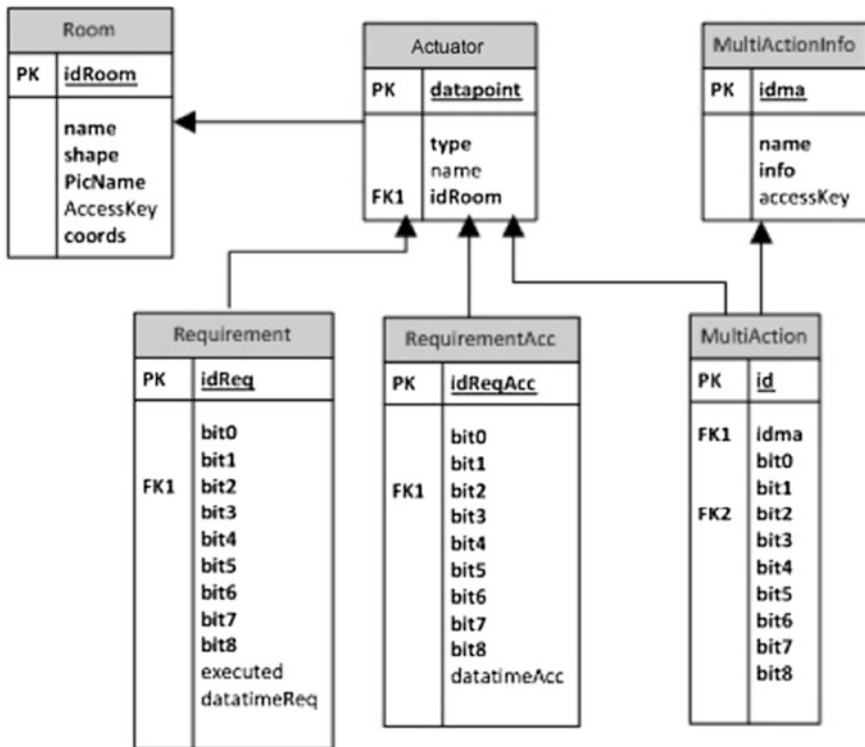 Room
PK idRoom
name
shape
PicName
AccessKey
coords
Actuator
PK datapoint
type
name
FK1 idRoom
MultiActionInfo
PK idma
name
info
accessKey
Requirement
PK idReq
bit0
bit1
FK1 bit2
bit3
bit4
bit5
bit6
bit7
bit8
executed
datatimeReq
RequirementAcc
PK idReqAcc
bit0
bit1
FK1 bit2
bit3
bit4
bit5
bit6
bit7
bit8
datatimeAcc
MultiAction
PK id
FK1 idma
bit0
bit1
FK2 bit2
bit3
bit4
bit5
bit6
bit7
bit8